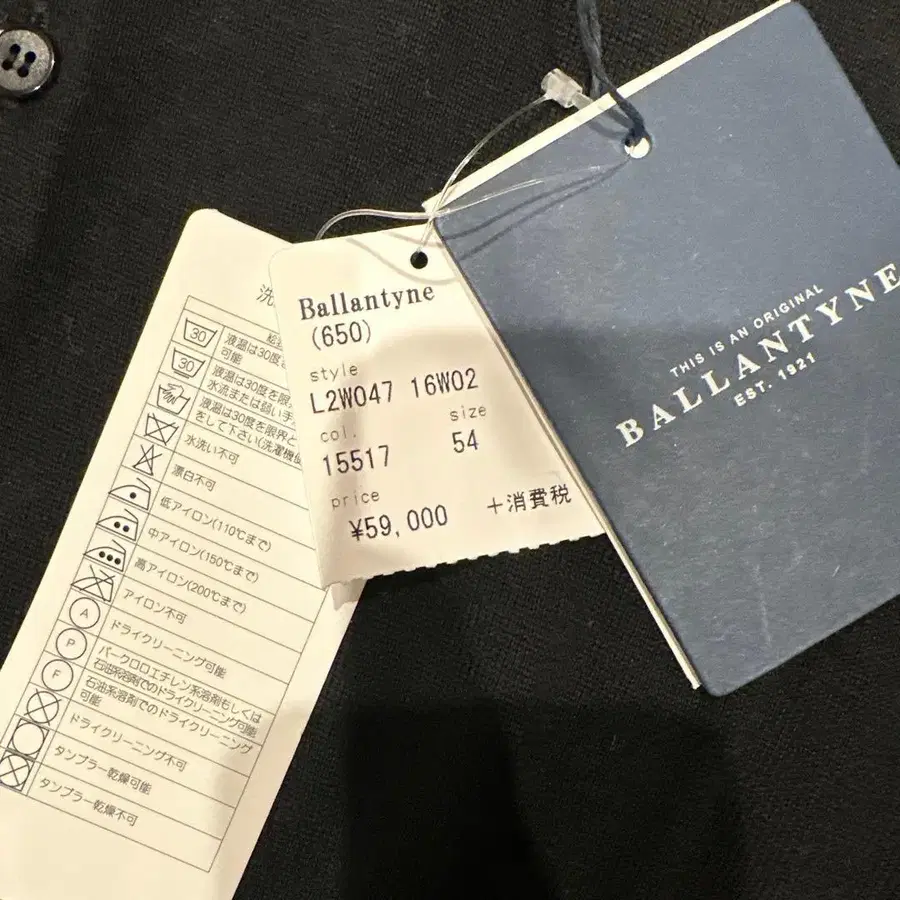 THIS IS AN ORIGINAL
BALLANTYNE
EST. 1921
Ballantyne
(650)
style
L2W047 16W02
col.
size
15517
54
price
¥59,000 +消費税
洗
30
液温は30度
可能
30
液温は30度を限
水流または弱い手
液温は30度を限界と
をして下さい(洗濯機
水洗い不可
漂白不可
低アイロン(110℃まで)
中アイロン(150℃まで)
高アイロン(200℃まで)
アイロン不可
A
ドライクリーニング可能
P
パークロロエチレン系溶剤もしくは
石油系溶剤でのドライクリーニング可能
F
石油系溶剤でのドライクリーニング
可能
ドライクリーニング不可
タンブラー乾燥可能
タンブラー乾燥不可